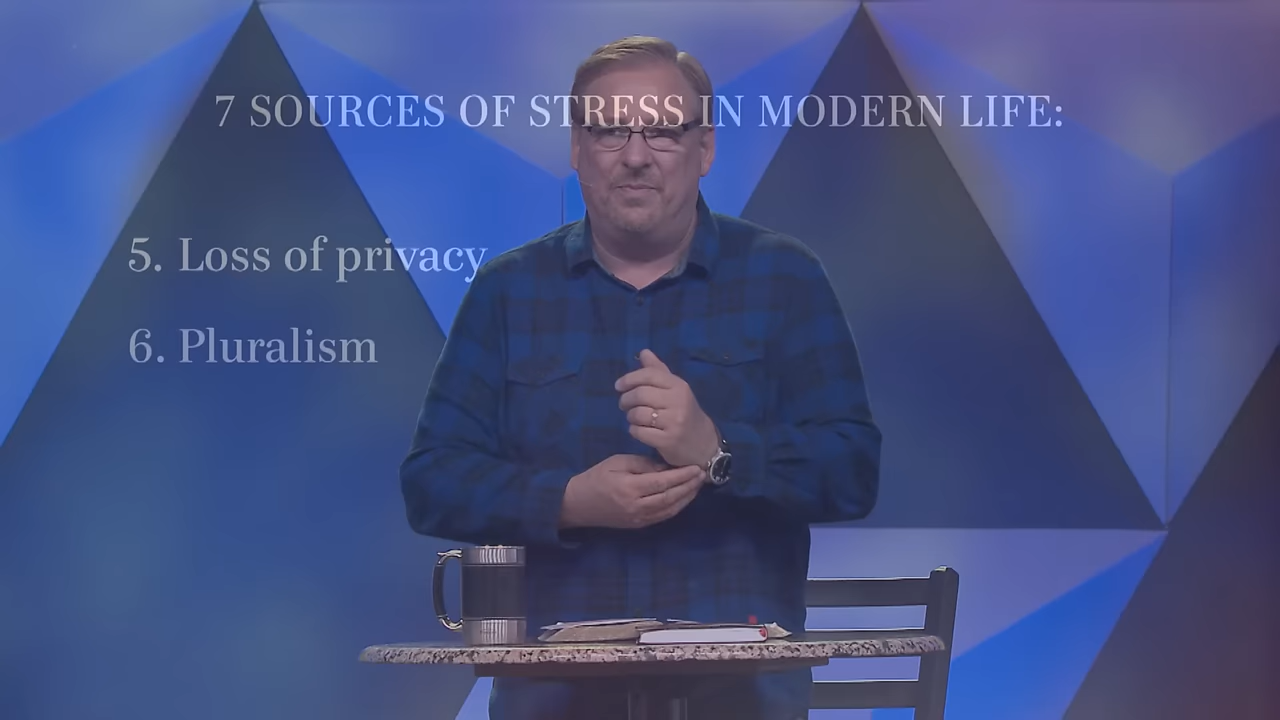 7 SOURCES OF STRESS IN MODERN LIFE:
5. Loss of privacy
6. Pluralism